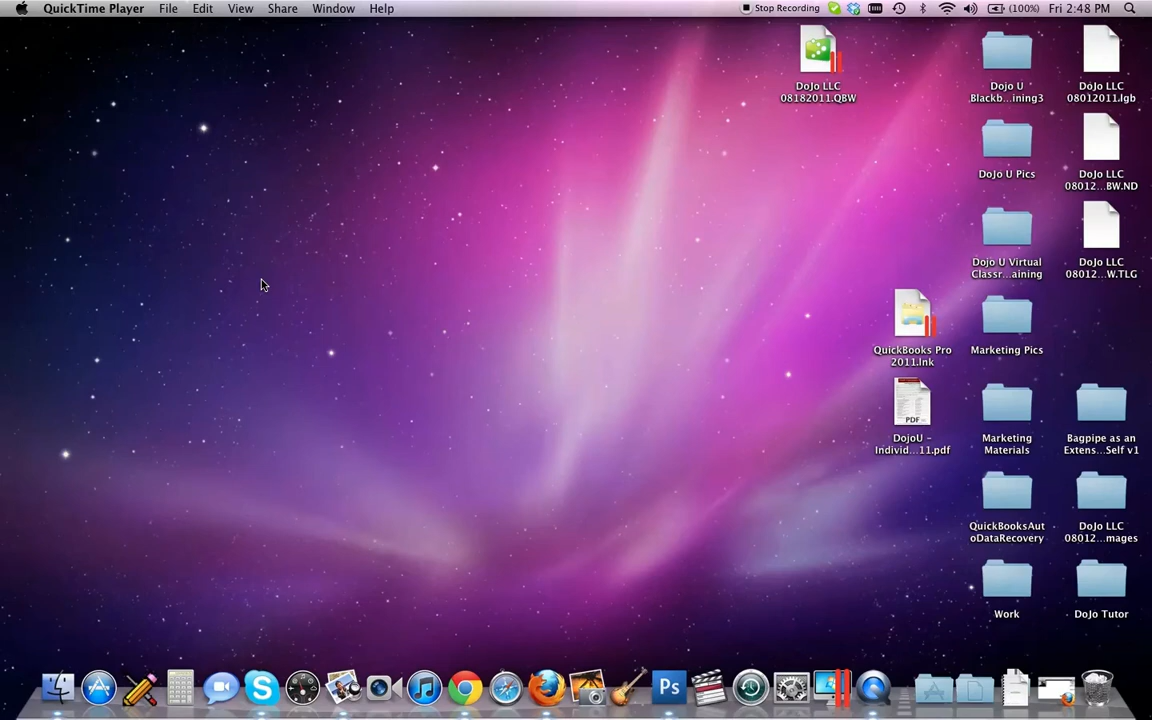 QuickTime Player File Edit View Share Window Help Stop Recording (100%) Fri 2:48 PM
DoJo LLC
08182011.QBW
Dojo U
Blackb...ining3
DoJo LLC
08012011.lgb
DoJo U Pics
DoJo LLC
08012...BW.ND
Dojo U Virtual
Classr...aining
DoJo LLC
08012...W.TLG
QuickBooks Pro
2011.lnk
Marketing Pics
PDF
DojoU -
Individ...11.pdf
Marketing
Materials
Bagpipe as an
Extens...Self v1
QuickBooksAut
oDataRecovery
DoJo LLC
08012...mages
Work
DoJo Tutor
Ps